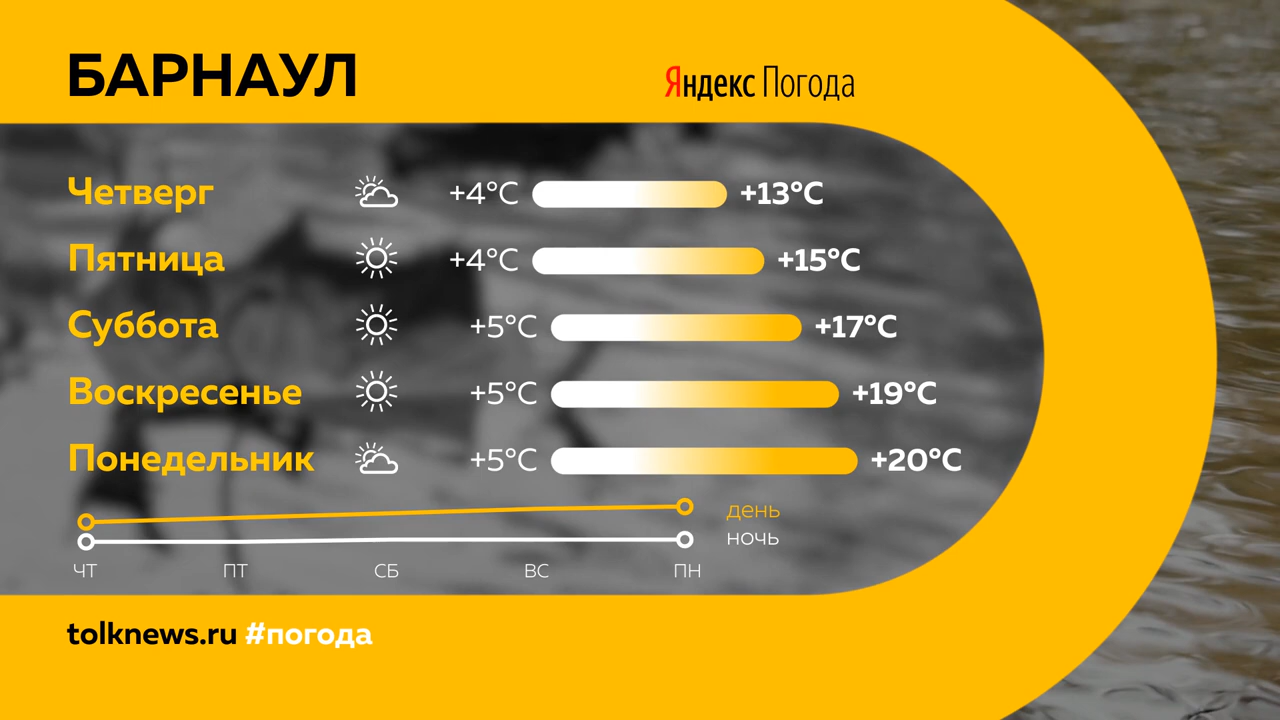 БАРНАУЛ
Яндекс Погода
Четверг +4°C +13°C
Пятница +4°C +15°C
Суббота +5°C +17°C
Воскресенье +5°C +19°C
Понедельник +5°C +20°C
день
ночь
ЧТ ПТ СБ ВС ПН
tolknews.ru #погода